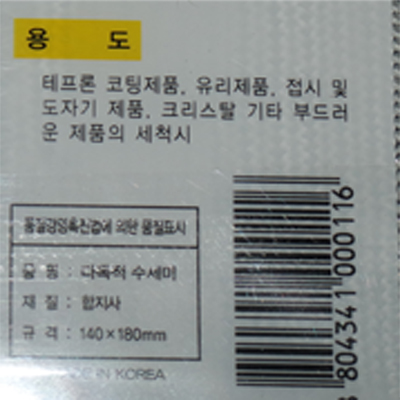 용 도
테프론 코팅제품, 유리제품, 접시 및
도자기 제품, 크리스탈 기타 부드러
운 제품의 세척시
품질경영촉진법에 의한 품질표시
품 명 : 다목적 수세미
재 질 : 합지사
규 격 : 140×180mm
IN KOREA
804341 000116